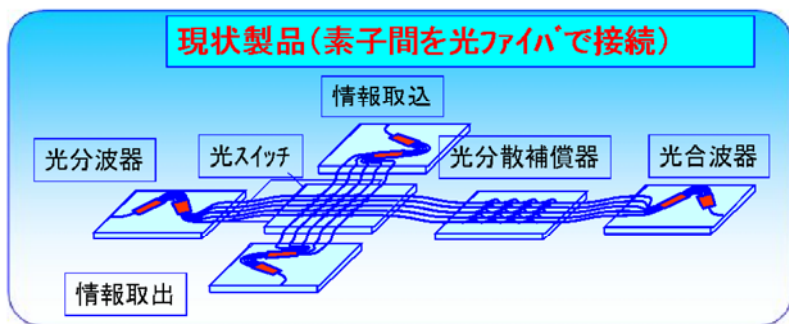 現状製品(素子間を光ファイバで接続)
情報取込
光分波器
光スイッチ
光分散補償器
光合波器
情報取出